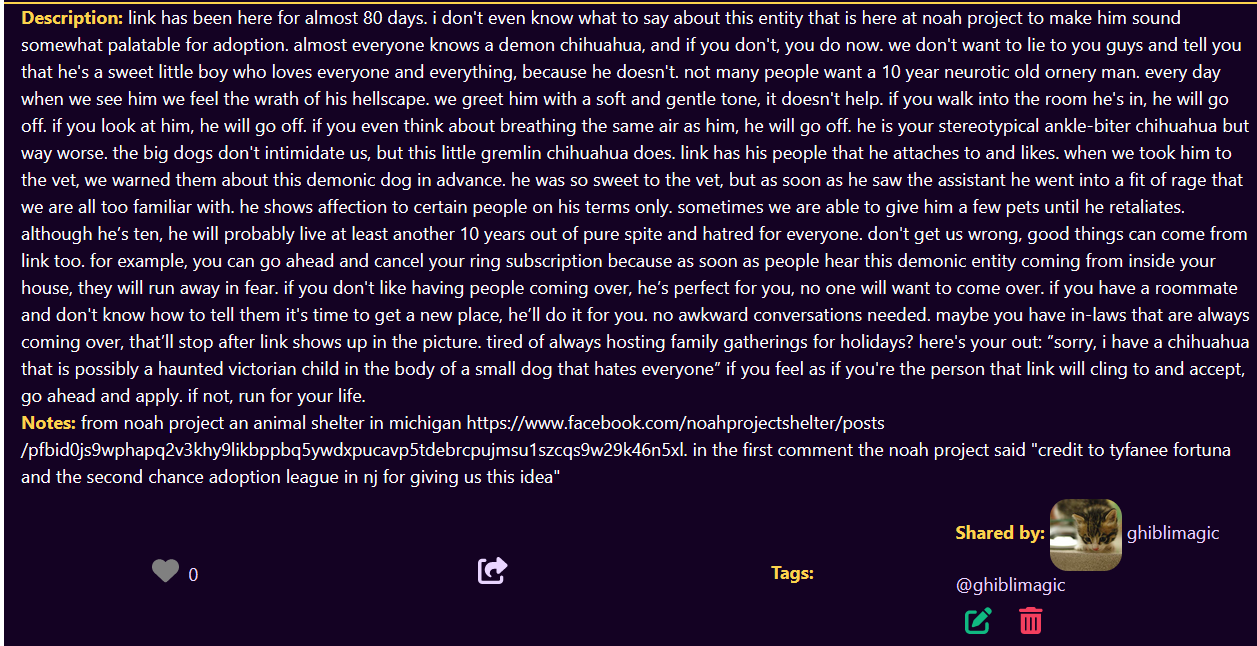 Description: link has been here for almost 80 days. i don't even know what to say about this entity that is here at noah project to make him sound
somewhat palatable for adoption. almost everyone knows a demon chihuahua, and if you don't, you do now. we don't want to lie to you guys and tell you
that he's a sweet little boy who loves everyone and everything, because he doesn't. not many people want a 10 year neurotic old ornery man. every day
when we see him we feel the wrath of his hellscape. we greet him with a soft and gentle tone, it doesn't help. if you walk into the room he's in, he will go
off. if you look at him, he will go off. if you even think about breathing the same air as him, he will go off. he is your stereotypical ankle-biter chihuahua but
way worse. the big dogs don't intimidate us, but this little gremlin chihuahua does. link has his people that he attaches to and likes. when we took him to
the vet, we warned them about this demonic dog in advance. he was so sweet to the vet, but as soon as he saw the assistant he went into a fit of rage that
we are all too familiar with. he shows affection to certain people on his terms only. sometimes we are able to give him a few pets until he retaliates.
although he’s ten, he will probably live at least another 10 years out of pure spite and hatred for everyone. don't get us wrong, good things can come from
link too. for example, you can go ahead and cancel your ring subscription because as soon as people hear this demonic entity coming from inside your
house, they will run away in fear. if you don't like having people coming over, he’s perfect for you, no one will want to come over. if you have a roommate
and don't know how to tell them it's time to get a new place, he’ll do it for you. no awkward conversations needed. maybe you have in-laws that are always
coming over, that’ll stop after link shows up in the picture. tired of always hosting family gatherings for holidays? here's your out: ”sorry, i have a chihuahua
that is possibly a haunted victorian child in the body of a small dog that hates everyone” if you feel as if you're the person that link will cling to and accept,
go ahead and apply. if not, run for your life.
Notes: from noah project an animal shelter in michigan https://www.facebook.com/noahprojectshelter/posts
/pfbid0js9wphapq2v3khy9likbppbq5ywdxpucavp5tdebrcpujmsu1szcqs9w29k46n5xl. in the first comment the noah project said "credit to tyfanee fortuna
and the second chance adoption league in nj for giving us this idea"
Shared by: ghiblimagic
@ghiblimagic
0
Tags: